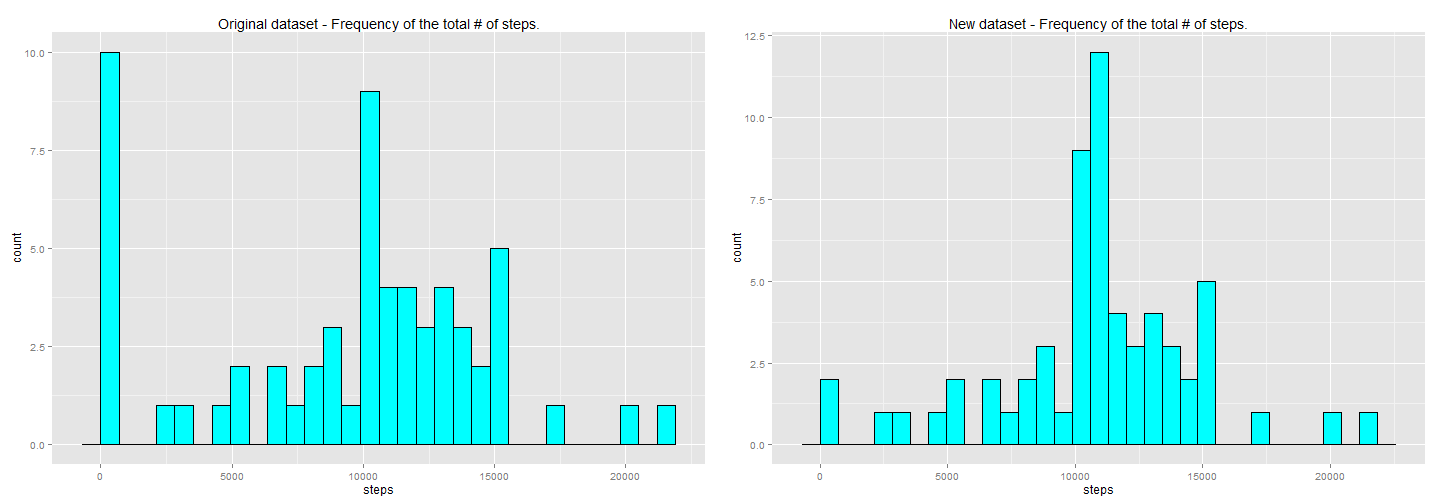 Original dataset - Frequency of the total # of steps.
10.0
7.5
5.0
2.5
0.0
count
0 5000 10000 15000 20000
steps
New dataset - Frequency of the total # of steps.
12.5
10.0
7.5
5.0
2.5
0.0
count
0 5000 10000 15000 20000
steps